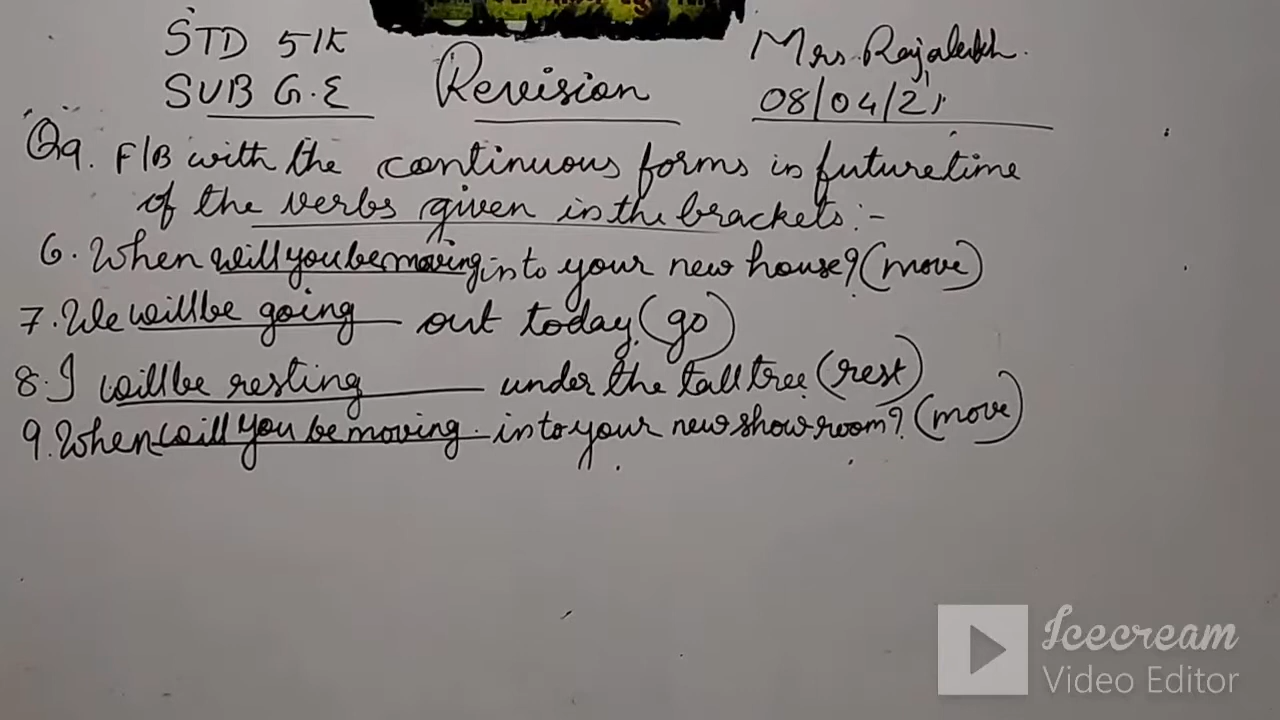 STD 5/K
SUB G.E
Revision
Mrs. Rajalekh.
08/04/21
Q9. F/B with the continuous forms in future time
of the verbs given in the brackets:-
6. When will you be moving into your new house? (move)
7. We will be going out today. (go)
8. I will be resting under the tall tree (rest)
9. When will you be moving into your new showroom? (move)
Icecream
Video Editor